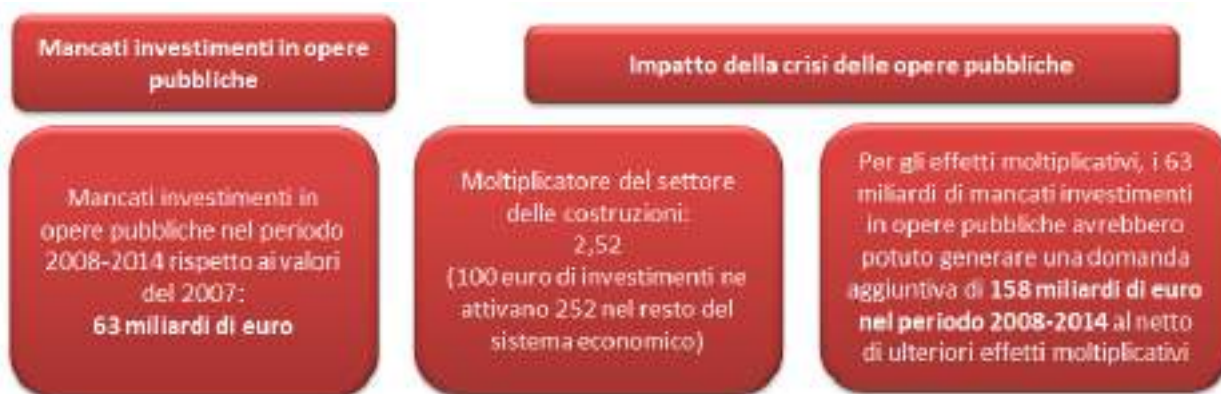 Mancati investimenti in opere
pubbliche
Impatto della crisi delle opere pubbliche
Mancati investimenti in
opere pubbliche nel periodo
2008-2014 rispetto ai valori
del 2007:
63 miliardi di euro
Moltiplicatore del settore
delle costruzioni:
2,52
(100 euro di investimenti ne
attivano 252 nel resto del
sistema economico)
Per gli effetti moltiplicativi, i 63
miliardi di mancati investimenti
in opere pubbliche avrebbero
potuto generare una domanda
aggiuntiva di 158 miliardi di euro
nel periodo 2008-2014 al netto
di ulteriori effetti moltiplicativi